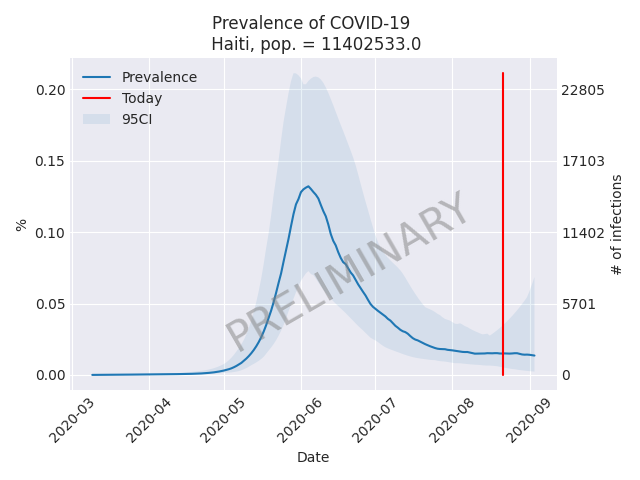 Prevalence of COVID-19
Haiti, pop. = 11402533.0
Prevalence
Today
95CI
0.20
0.15
0.10
0.05
0.00
%
22805
17103
11402
5701
0
# of infections
PRELIMINARY
2020-03
2020-04
2020-05
2020-06
2020-07
2020-08
2020-09
Date